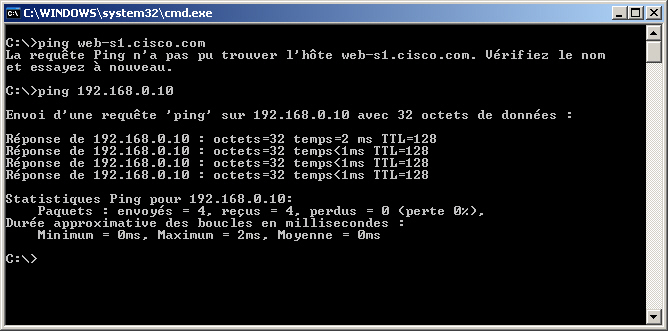 C:\WINDOWS\system32\cmd.exe
C:\>ping web-s1.cisco.com
La requête Ping n'a pas pu trouver l'hôte web-s1.cisco.com. Vérifiez le nom
et essayez à nouveau.
C:\>ping 192.168.0.10
Envoi d'une requête 'ping' sur 192.168.0.10 avec 32 octets de données :
Réponse de 192.168.0.10 : octets=32 temps=2 ms TTL=128
Réponse de 192.168.0.10 : octets=32 temps<1ms TTL=128
Réponse de 192.168.0.10 : octets=32 temps<1ms TTL=128
Réponse de 192.168.0.10 : octets=32 temps<1ms TTL=128
Statistiques Ping pour 192.168.0.10:
    Paquets : envoyés = 4, reçus = 4, perdus = 0 (perte 0%),
Durée approximative des boucles en millisecondes :
    Minimum = 0ms, Maximum = 2ms, Moyenne = 0ms
C:\>